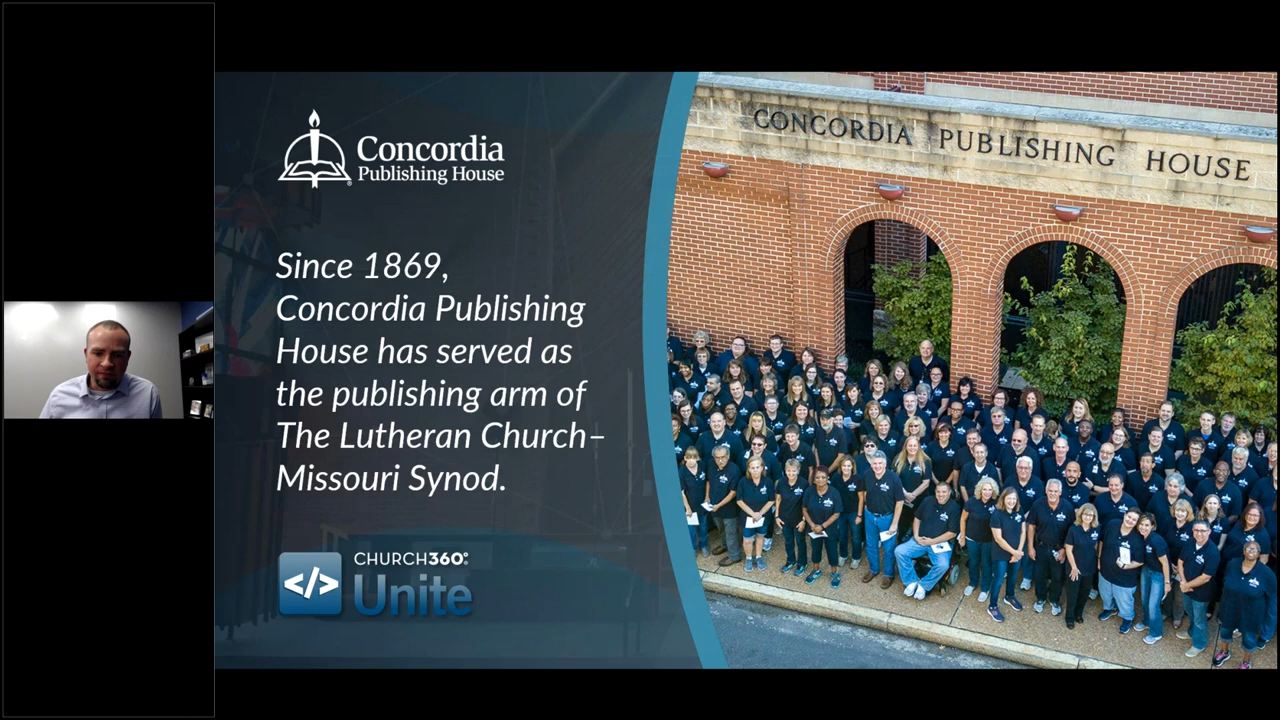 Concordia
Publishing House
CONCORDIA PUBLISHING HOUSE
Since 1869,
Concordia Publishing
House has served as
the publishing arm of
The Lutheran Church–
Missouri Synod.
</>
CHURCH360°
Unite